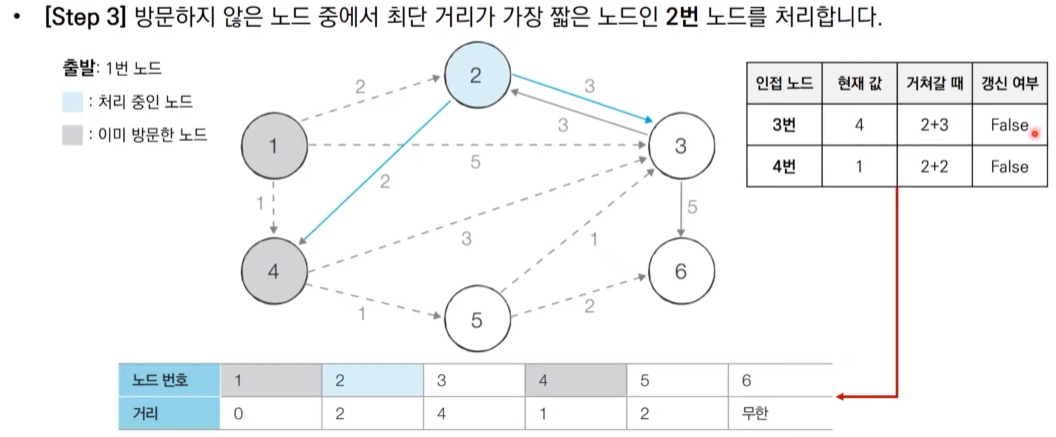 • [Step 3] 방문하지 않은 노드 중에서 최단 거리가 가장 짧은 노드인 2번 노드를 처리합니다.
출발: 1번 노드
: 처리 중인 노드
: 이미 방문한 노드
2
2
3
3
1
5
3
2
1
5
3
1
4
6
1
5
2
인접 노드 현재 값 거쳐갈 때 갱신 여부
3번 4 2+3 False
4번 1 2+2 False
노드 번호 1 2 3 4 5 6
거리 0 2 4 1 2 무한